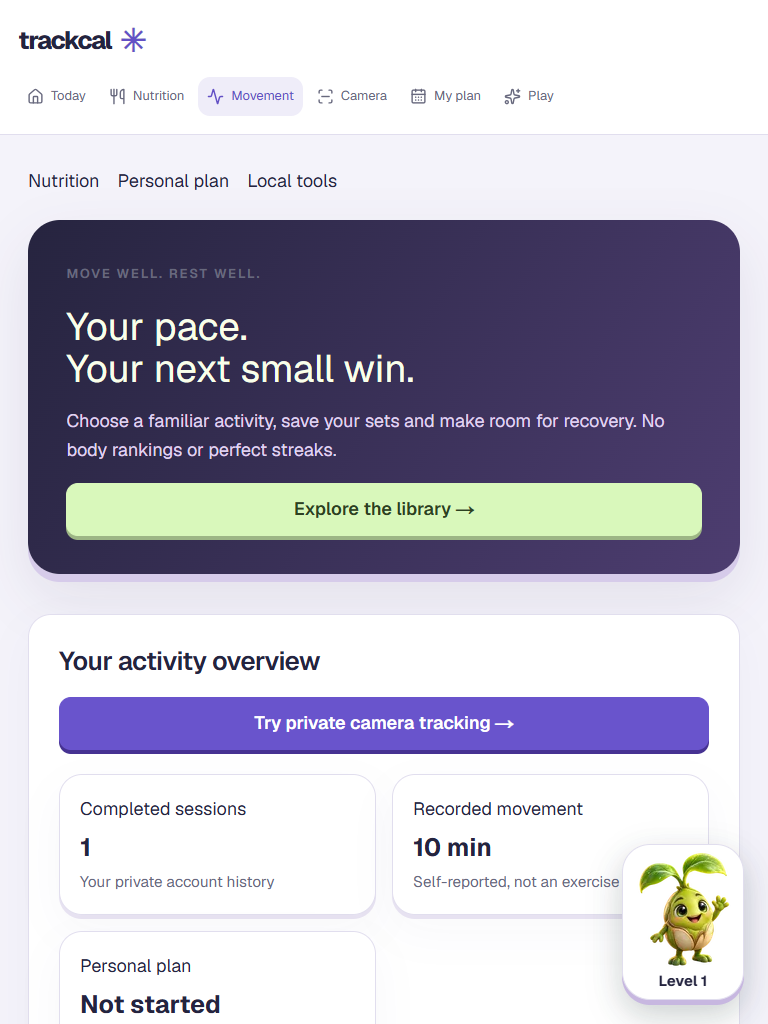 trackcal
Today Nutrition Movement Camera My plan Play
Nutrition Personal plan Local tools
MOVE WELL. REST WELL.
Your pace.
Your next small win.
Choose a familiar activity, save your sets and make room for recovery. No
body rankings or perfect streaks.
Explore the library →
Your activity overview
Try private camera tracking →
Completed sessions
1
Your private account history
Recorded movement
10 min
Self-reported, not an exercise
Personal plan
Not started
Level 1